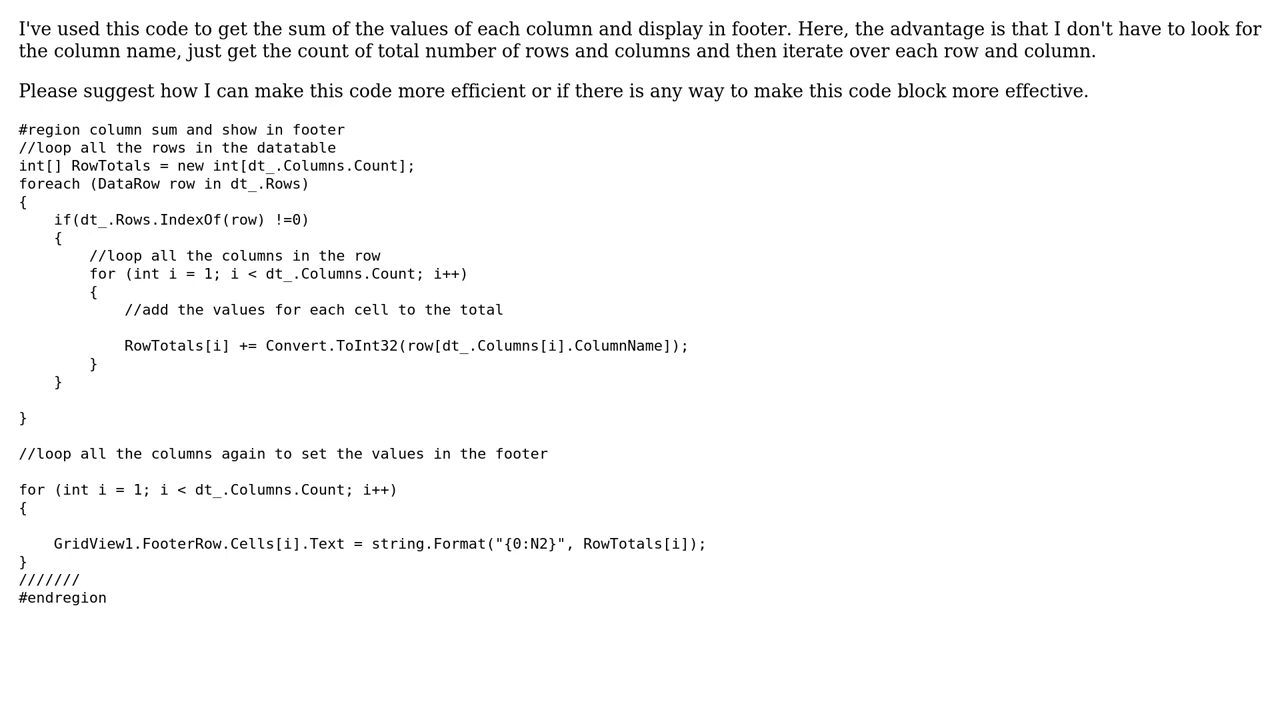 I've used this code to get the sum of the values of each column and display in footer. Here, the advantage is that I don't have to look for
the column name, just get the count of total number of rows and columns and then iterate over each row and column.
Please suggest how I can make this code more efficient or if there is any way to make this code block more effective.
#region column sum and show in footer
//loop all the rows in the datatable
int[] RowTotals = new int[dt_.Columns.Count];
foreach (DataRow row in dt_.Rows)
{
    if(dt_.Rows.IndexOf(row) !=0)
    {
        //loop all the columns in the row
        for (int i = 1; i < dt_.Columns.Count; i++)
        {
            //add the values for each cell to the total
            RowTotals[i] += Convert.ToInt32(row[dt_.Columns[i].ColumnName]);
        }
    }
}
//loop all the columns again to set the values in the footer
for (int i = 1; i < dt_.Columns.Count; i++)
{
    GridView1.FooterRow.Cells[i].Text = string.Format("{0:N2}", RowTotals[i]);
}
///////
#endregion